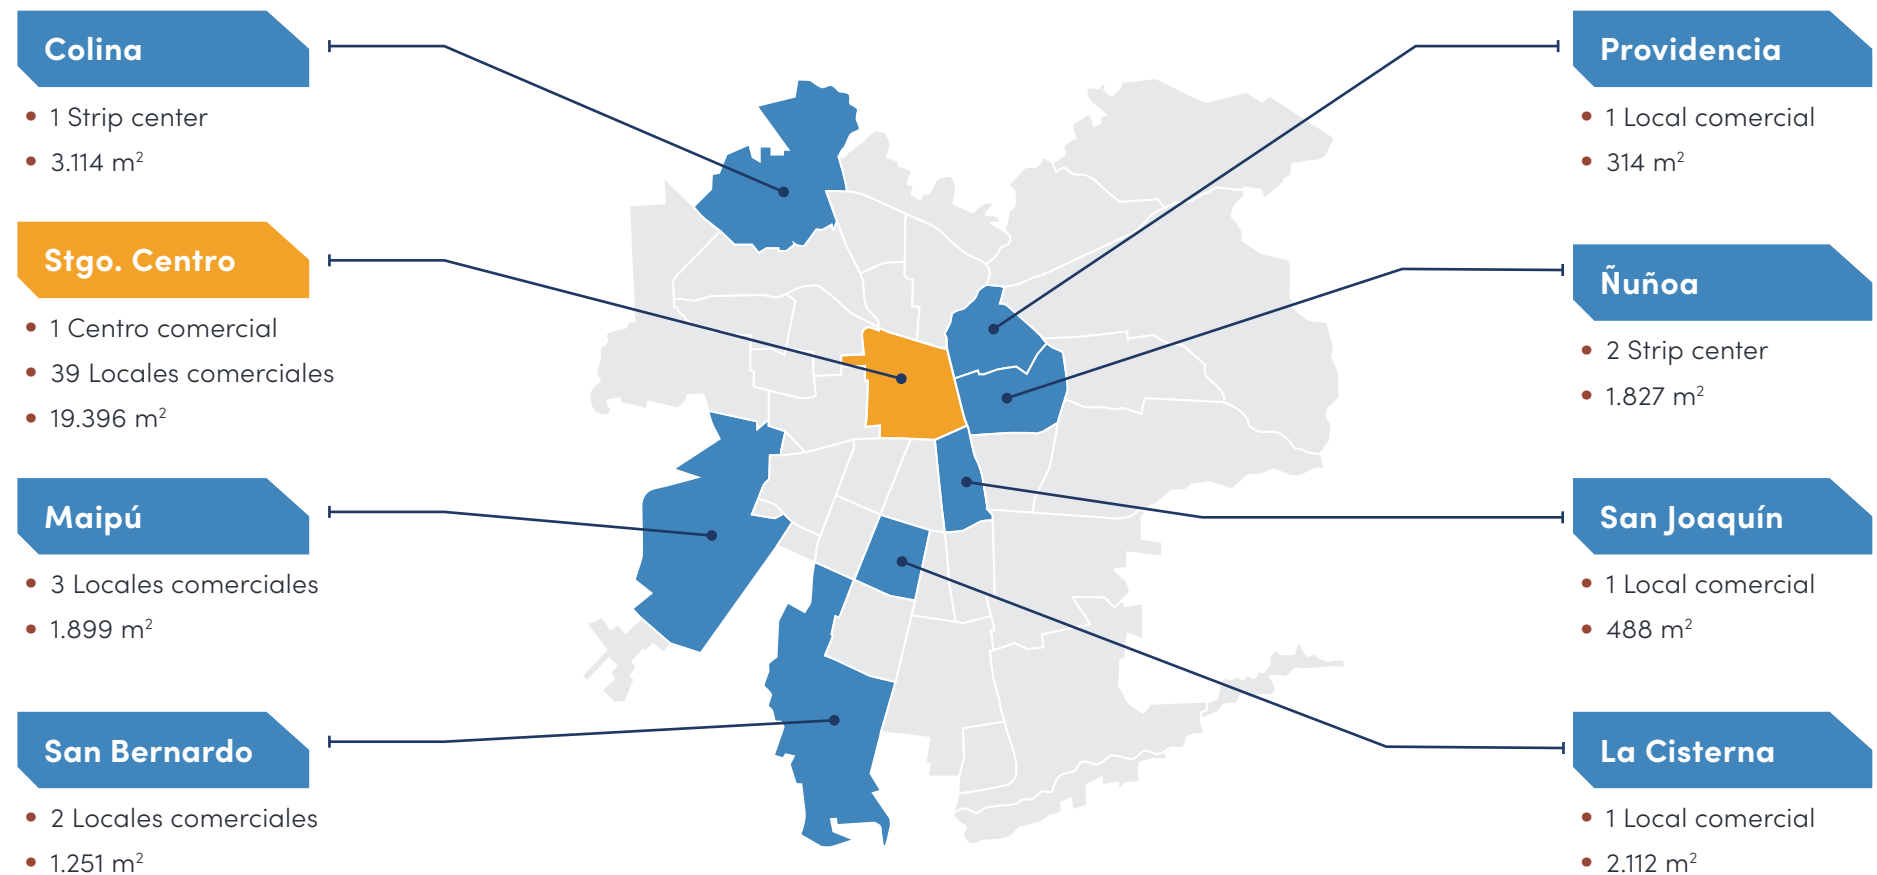 Colina
• 1 Strip center
• 3.114 m²
Stgo. Centro
• 1 Centro comercial
• 39 Locales comerciales
• 19.396 m²
Maipú
• 3 Locales comerciales
• 1.899 m²
San Bernardo
• 2 Locales comerciales
• 1.251 m²
Providencia
• 1 Local comercial
• 314 m²
Ñuñoa
• 2 Strip center
• 1.827 m²
San Joaquín
• 1 Local comercial
• 488 m²
La Cisterna
• 1 Local comercial
• 2.112 m²